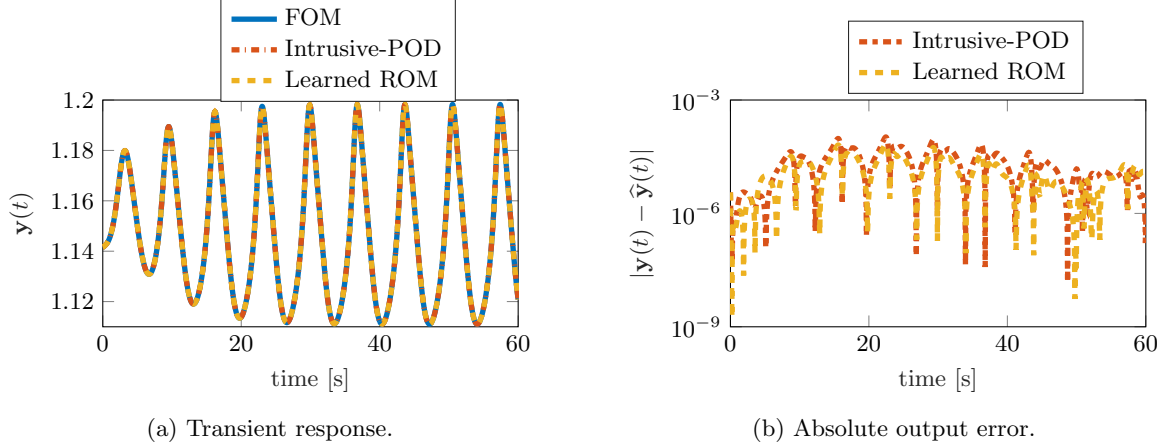 FOM
Intrusive-POD
Learned ROM
1.2
1.18
1.16
1.14
1.12
y(t)
0
20
40
60
time [s]
(a) Transient response.
Intrusive-POD
Learned ROM
10⁻³
10⁻⁶
10⁻⁹
|y(t) − ŷ(t)|
0
20
40
60
time [s]
(b) Absolute output error.